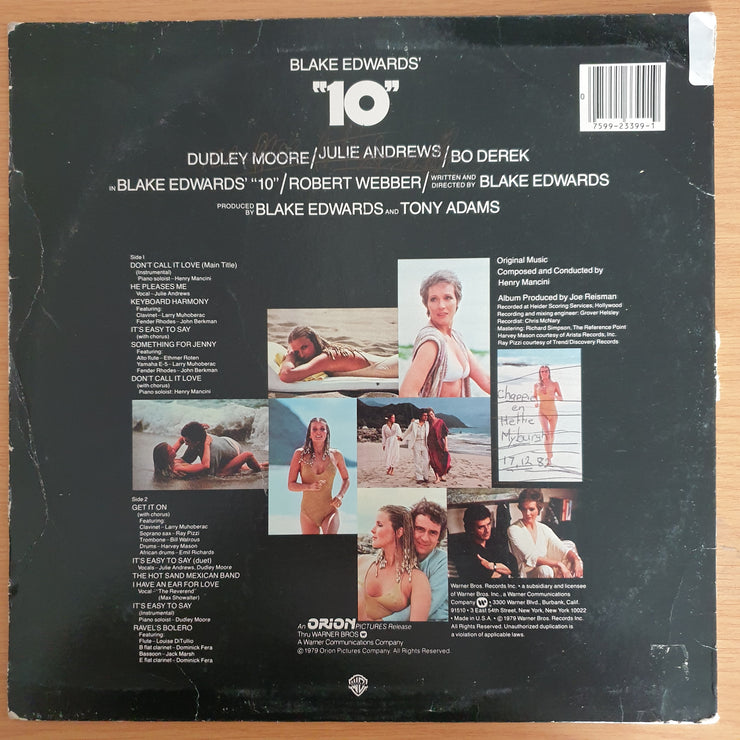 BLAKE EDWARDS'
"10"
0
7599-23399-1
DUDLEY MOORE/JULIE ANDREWS/BO DEREK
IN BLAKE EDWARDS' "10"/ROBERT WEBBER/WRITTEN AND DIRECTED BY BLAKE EDWARDS
PRODUCED BY BLAKE EDWARDS AND TONY ADAMS
Side 1
DON'T CALL IT LOVE (Main Title)
(Instrumental)
Piano soloist - Henry Mancini
HE PLEASES ME
Vocal - Julie Andrews
KEYBOARD HARMONY
Featuring:
Clavinet - Larry Muhoberac
Fender Rhodes - John Berkman
IT'S EASY TO SAY
(with chorus)
SOMETHING FOR JENNY
Featuring:
Alto flute - Ethmer Roten
Yamaha E-5 - Larry Muhoberac
Fender Rhodes - John Berkman
DON'T CALL IT LOVE
(with chorus)
Piano soloist: Henry Mancini
Original Music
Composed and Conducted by
Henry Mancini
Album Produced by Joe Reisman
Recorded at Heider Scoring Services, Hollywood
Recording and mixing engineer: Grover Helsley
Recordist: Chris McNary
Mastering: Richard Simpson, The Reference Point
Harvey Mason courtesy of Arista Records, Inc.
Ray Pizzi courtesy of Trend/Discovery Records
Chappie
en
Hettie
Myburgh
17.12.82
Side 2
GET IT ON
(with chorus)
Featuring:
Clavinet - Larry Muhoberac
Soprano sax - Ray Pizzi
Trombone - Bill Watrous
Drums - Harvey Mason
African drums - Emil Richards
IT'S EASY TO SAY (duet)
Vocals - Julie Andrews, Dudley Moore
THE HOT SAND MEXICAN BAND
I HAVE AN EAR FOR LOVE
Vocal - "The Reverend"
(Max Showalter)
IT'S EASY TO SAY
(Instrumental)
Piano soloist - Dudley Moore
RAVEL'S BOLERO
Featuring:
Flute - Louisa DiTullio
B flat clarinet - Dominick Fera
Bassoon - Jack Marsh
E flat clarinet - Dominick Fera
An ORION PICTURES Release
Thru WARNER BROS
A Warner Communications Company
© 1979 Orion Pictures Company. All Rights Reserved.
Warner Bros. Records Inc. • a subsidiary and licensee
of Warner Bros. Inc., a Warner Communications
Company • 3300 Warner Blvd., Burbank, Calif.
91510 • 3 East 54th Street, New York, New York 10022
• Made in U.S.A. • © 1979 Warner Bros. Records Inc.
All Rights Reserved. Unauthorized duplication is
a violation of applicable laws.